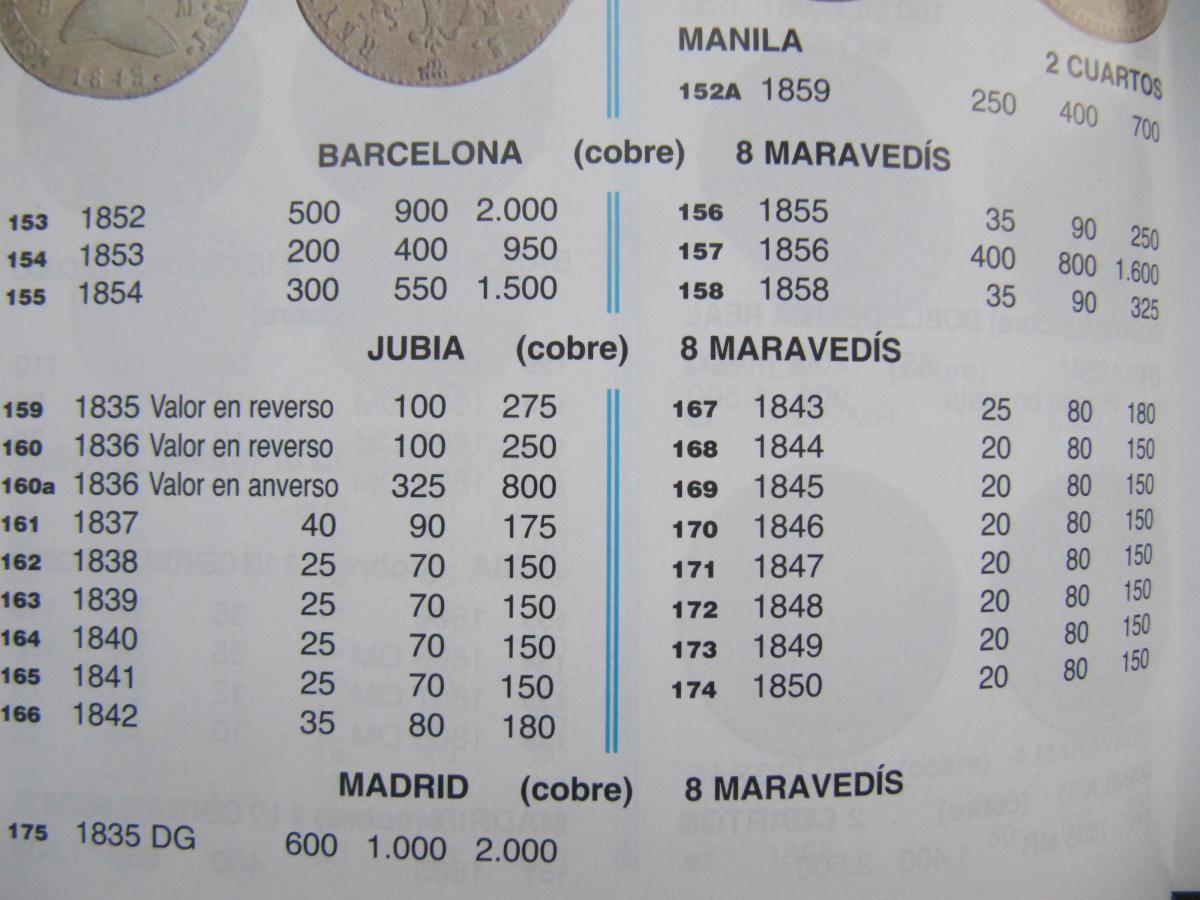 1843
MANILA
2 CUARTOS
152A 1859 250 400 700
BARCELONA (cobre) 8 MARAVEDÍS
153 1852 500 900 2.000
154 1853 200 400 950
155 1854 300 550 1.500
156 1855 35 90 250
157 1856 400 800 1.600
158 1858 35 90 325
JUBIA (cobre) 8 MARAVEDÍS
159 1835 Valor en reverso 100 275
160 1836 Valor en reverso 100 250
160a 1836 Valor en anverso 325 800
161 1837 40 90 175
162 1838 25 70 150
163 1839 25 70 150
164 1840 25 70 150
165 1841 25 70 150
166 1842 35 80 180
167 1843 25 80 180
168 1844 20 80 150
169 1845 20 80 150
170 1846 20 80 150
171 1847 20 80 150
172 1848 20 80 150
173 1849 20 80 150
174 1850 20 80 150
MADRID (cobre) 8 MARAVEDÍS
175 1835 DG 600 1.000 2.000